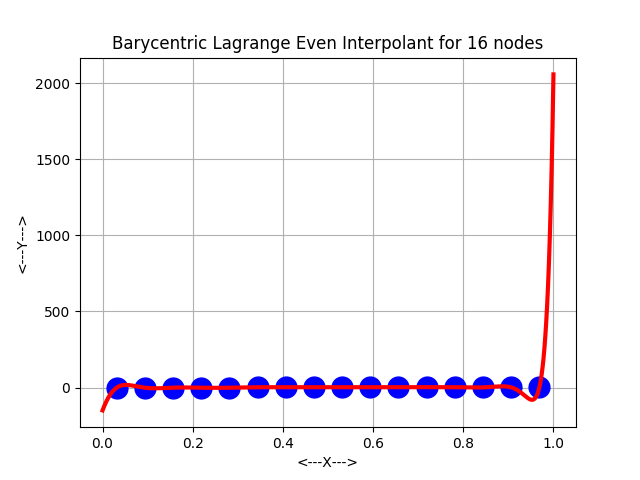 Barycentric Lagrange Even Interpolant for 16 nodes
2000
1500
1000
500
0
<---Y--->
0.0 0.2 0.4 0.6 0.8 1.0
<---X--->